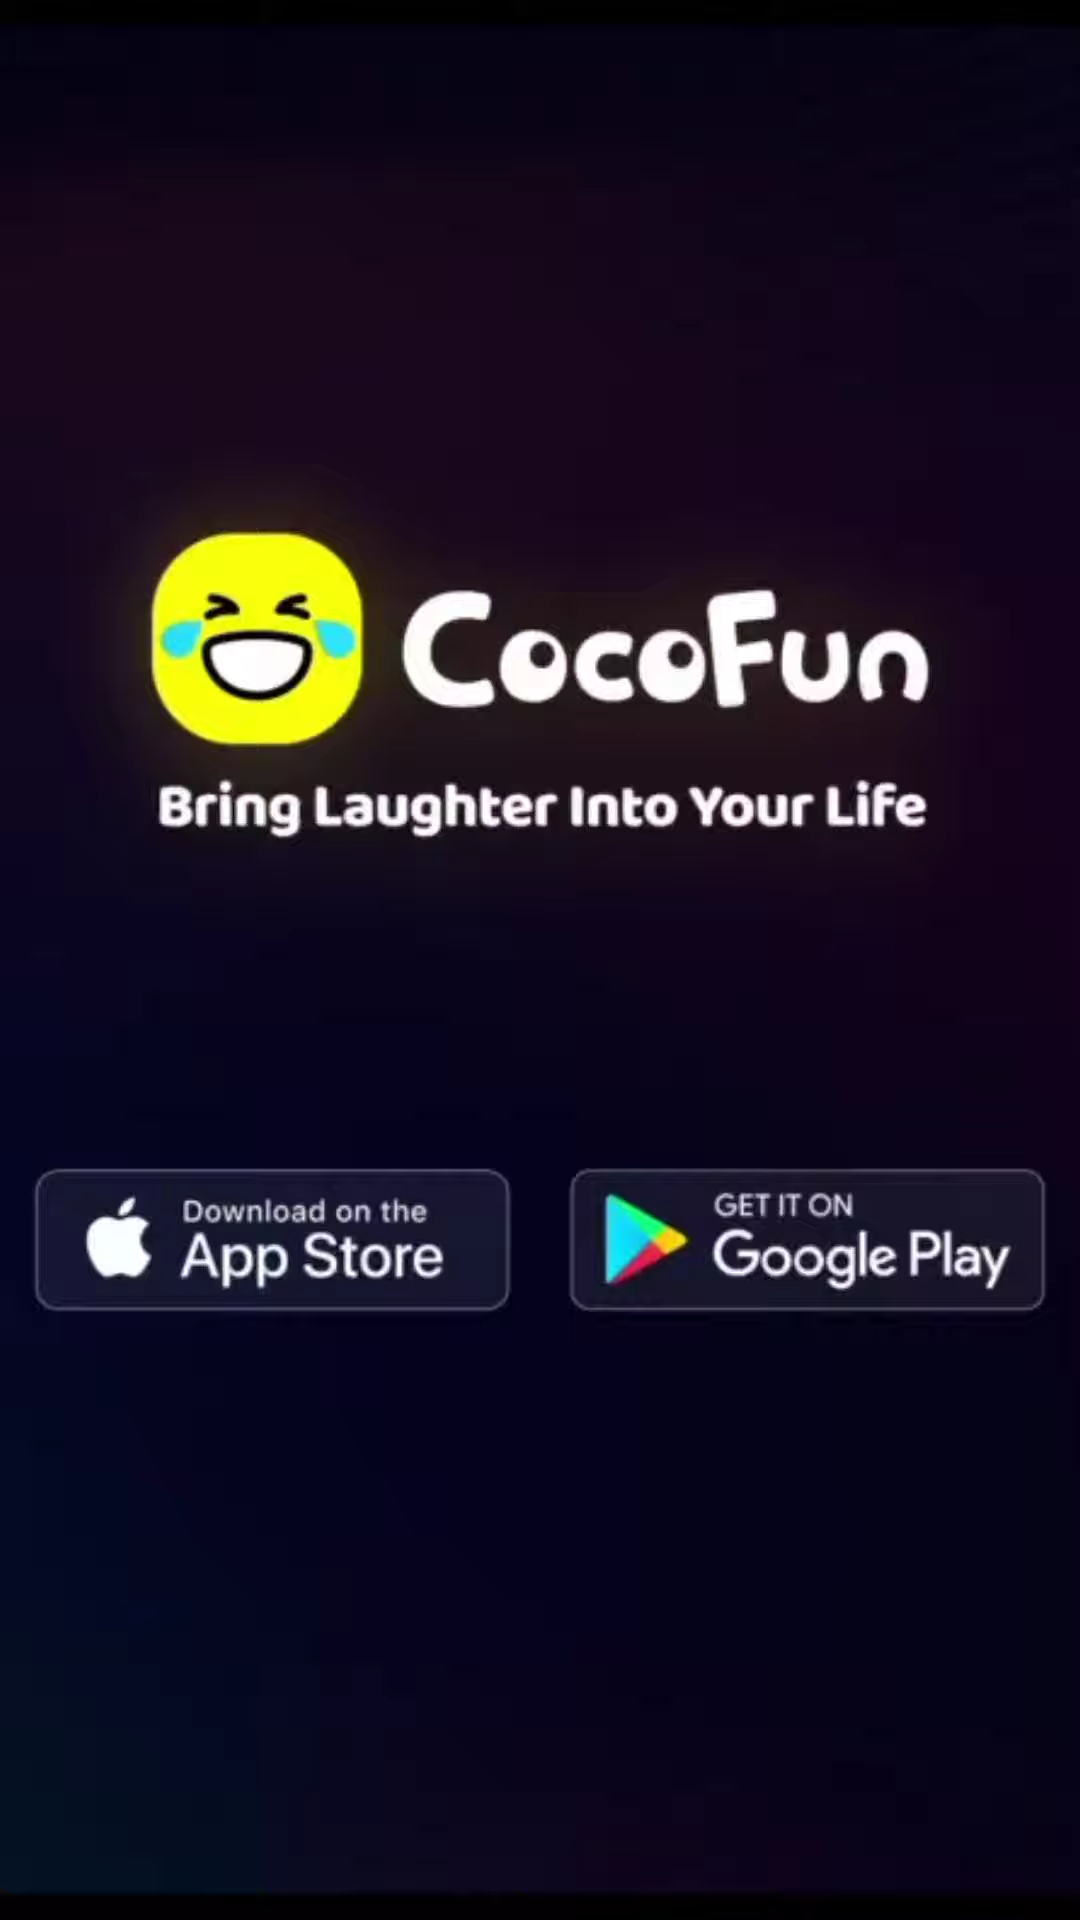 CocoFun
Bring Laughter Into Your Life
Download on the
App Store
GET IT ON
Google Play